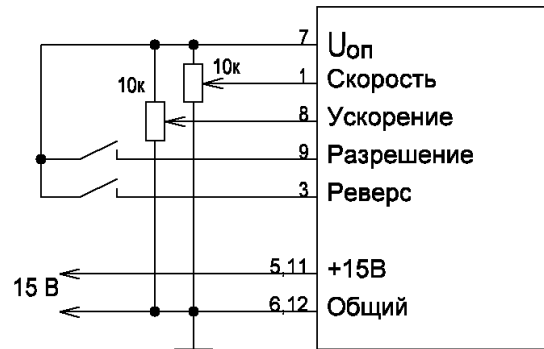 7 Uоп
10к 10к 1 Скорость
8 Ускорение
9 Разрешение
3 Реверс
5,11 +15В
15 В
6,12 Общий